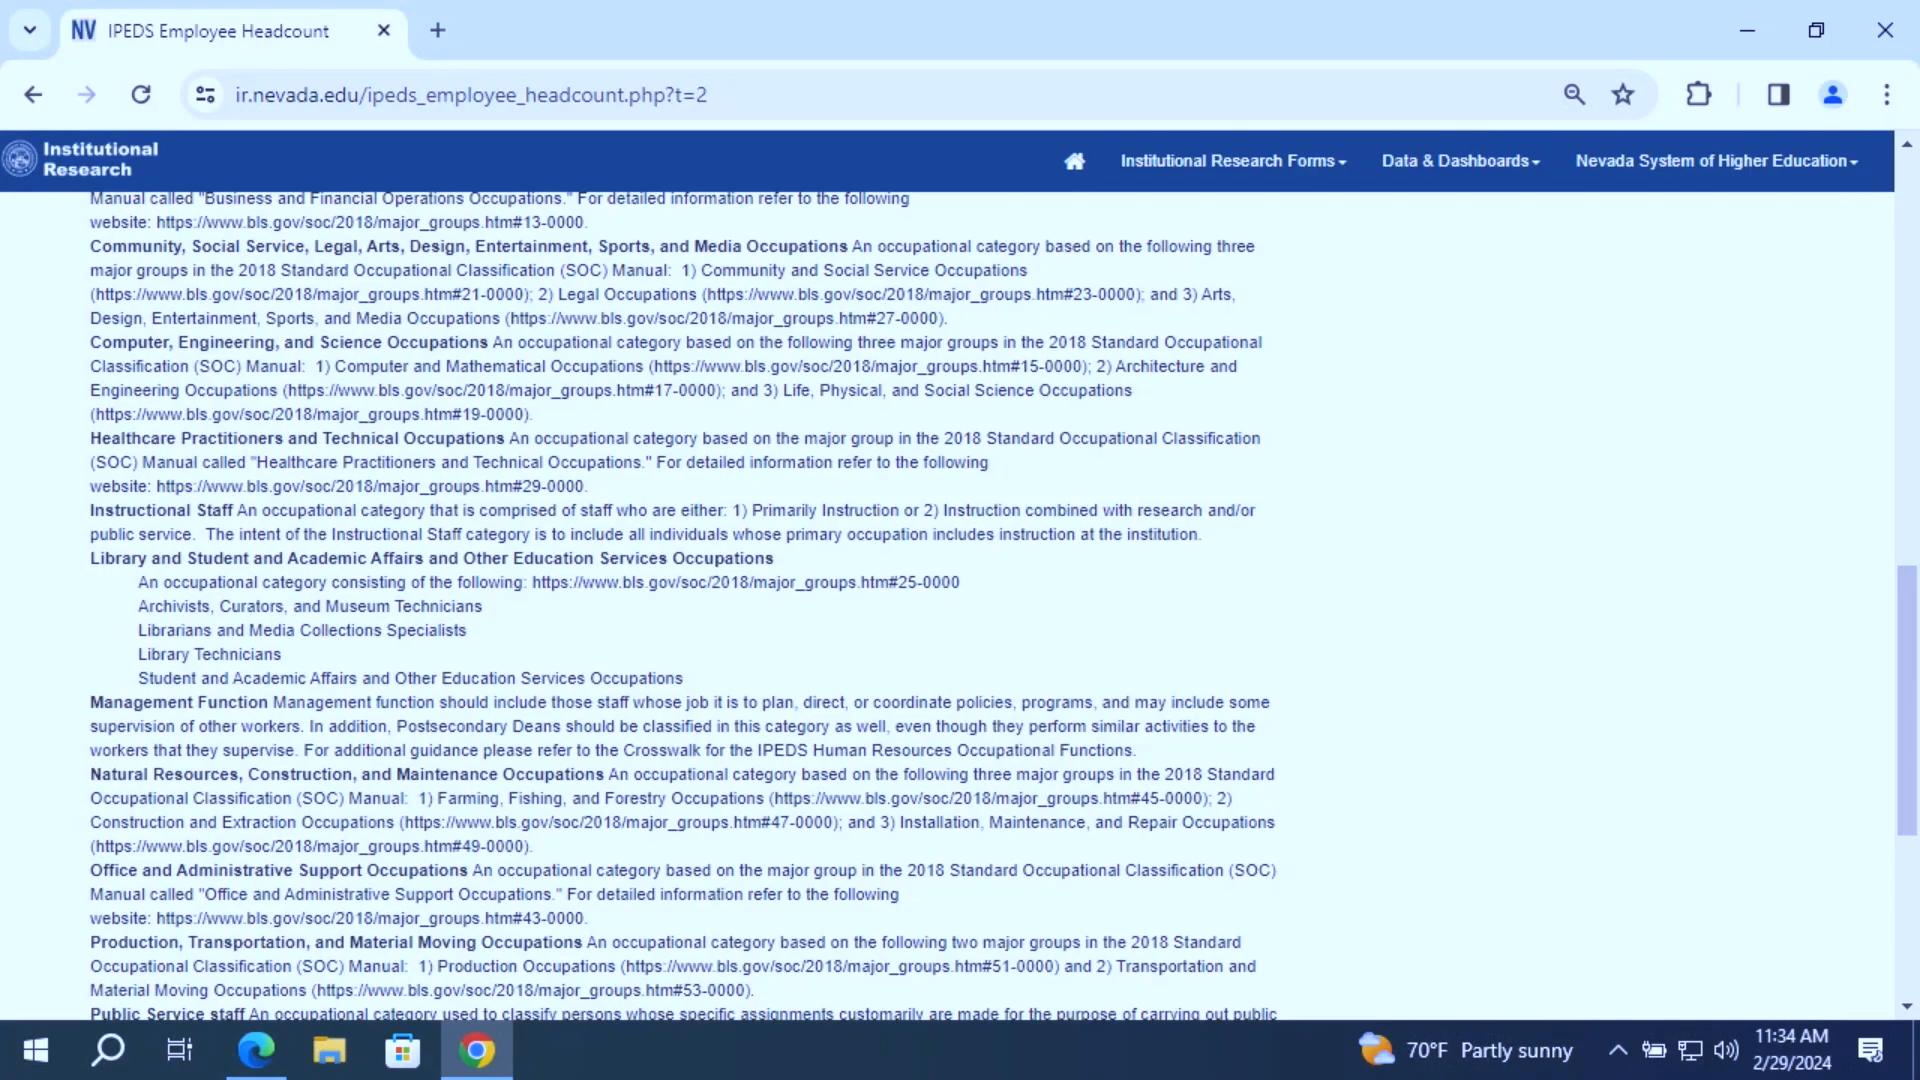 NV IPEDS Employee Headcount
ir.nevada.edu/ipeds_employee_headcount.php?t=2
Institutional
Research
Institutional Research Forms
Data & Dashboards
Nevada System of Higher Education
Manual called "Business and Financial Operations Occupations." For detailed information refer to the following
website: https://www.bls.gov/soc/2018/major_groups.htm#13-0000.
Community, Social Service, Legal, Arts, Design, Entertainment, Sports, and Media Occupations An occupational category based on the following three
major groups in the 2018 Standard Occupational Classification (SOC) Manual: 1) Community and Social Service Occupations
(https://www.bls.gov/soc/2018/major_groups.htm#21-0000); 2) Legal Occupations (https://www.bls.gov/soc/2018/major_groups.htm#23-0000); and 3) Arts,
Design, Entertainment, Sports, and Media Occupations (https://www.bls.gov/soc/2018/major_groups.htm#27-0000).
Computer, Engineering, and Science Occupations An occupational category based on the following three major groups in the 2018 Standard Occupational
Classification (SOC) Manual: 1) Computer and Mathematical Occupations (https://www.bls.gov/soc/2018/major_groups.htm#15-0000); 2) Architecture and
Engineering Occupations (https://www.bls.gov/soc/2018/major_groups.htm#17-0000); and 3) Life, Physical, and Social Science Occupations
(https://www.bls.gov/soc/2018/major_groups.htm#19-0000).
Healthcare Practitioners and Technical Occupations An occupational category based on the major group in the 2018 Standard Occupational Classification
(SOC) Manual called "Healthcare Practitioners and Technical Occupations." For detailed information refer to the following
website: https://www.bls.gov/soc/2018/major_groups.htm#29-0000.
Instructional Staff An occupational category that is comprised of staff who are either: 1) Primarily Instruction or 2) Instruction combined with research and/or
public service. The intent of the Instructional Staff category is to include all individuals whose primary occupation includes instruction at the institution.
Library and Student and Academic Affairs and Other Education Services Occupations
An occupational category consisting of the following: https://www.bls.gov/soc/2018/major_groups.htm#25-0000
Archivists, Curators, and Museum Technicians
Librarians and Media Collections Specialists
Library Technicians
Student and Academic Affairs and Other Education Services Occupations
Management Function Management function should include those staff whose job it is to plan, direct, or coordinate policies, programs, and may include some
supervision of other workers. In addition, Postsecondary Deans should be classified in this category as well, even though they perform similar activities to the
workers that they supervise. For additional guidance please refer to the Crosswalk for the IPEDS Human Resources Occupational Functions.
Natural Resources, Construction, and Maintenance Occupations An occupational category based on the following three major groups in the 2018 Standard
Occupational Classification (SOC) Manual: 1) Farming, Fishing, and Forestry Occupations (https://www.bls.gov/soc/2018/major_groups.htm#45-0000); 2)
Construction and Extraction Occupations (https://www.bls.gov/soc/2018/major_groups.htm#47-0000); and 3) Installation, Maintenance, and Repair Occupations
(https://www.bls.gov/soc/2018/major_groups.htm#49-0000).
Office and Administrative Support Occupations An occupational category based on the major group in the 2018 Standard Occupational Classification (SOC)
Manual called "Office and Administrative Support Occupations." For detailed information refer to the following
website: https://www.bls.gov/soc/2018/major_groups.htm#43-0000.
Production, Transportation, and Material Moving Occupations An occupational category based on the following two major groups in the 2018 Standard
Occupational Classification (SOC) Manual: 1) Production Occupations (https://www.bls.gov/soc/2018/major_groups.htm#51-0000) and 2) Transportation and
Material Moving Occupations (https://www.bls.gov/soc/2018/major_groups.htm#53-0000).
Public Service staff An occupational category used to classify persons whose specific assignments customarily are made for the purpose of carrying out public
70°F Partly sunny
11:34 AM
2/29/2024